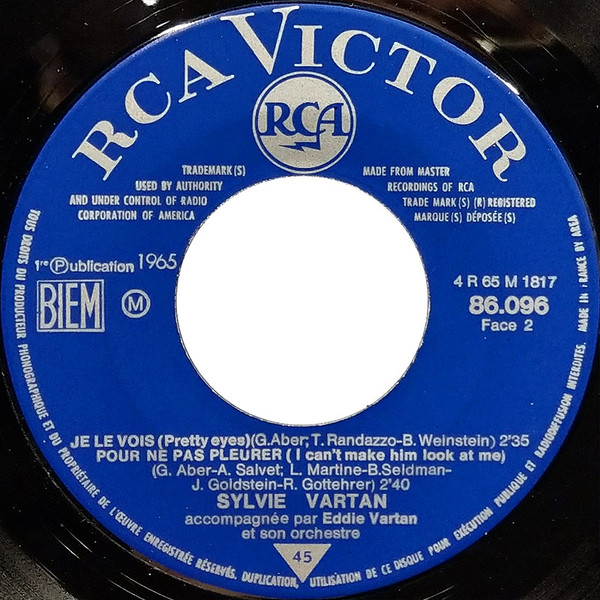 RCA VICTOR
RCA
TRADEMARK (S)
USED BY AUTHORITY
AND UNDER CONTROL OF RADIO
CORPORATION OF AMERICA
MADE FROM MASTER
RECORDINGS OF RCA
TRADE MARK (S) (R) REGISTERED
MARQUE (S) DÉPOSÉE (S)
1re Ⓟublication 1965
BIEM
Ⓜ
4 R 65 M 1817
86.096
Face 2
JE LE VOIS (Pretty eyes)(G.Aber; T. Randazzo-B. Weinstein) 2'35
POUR NE PAS PLEURER ( I can't make him look at me)
(G. Aber-A. Salvet; L. Martine-B.Seldman-
J. Goldstein-R. Gottehrer) 2'40
SYLVIE VARTAN
accompagnée par Eddie Vartan
et son orchestre
45
TOUS DROITS DU PRODUCTEUR PHONOGRAPHIQUE ET DU PROPRIÉTAIRE DE L'ŒUVRE ENREGISTRÉE RÉSERVÉS. DUPLICATION, UTILISATION DE CE DISQUE POUR EXÉCUTION PUBLIQUE ET RADIODIFFUSION INTERDITES. MADE IN FRANCE BY AREA